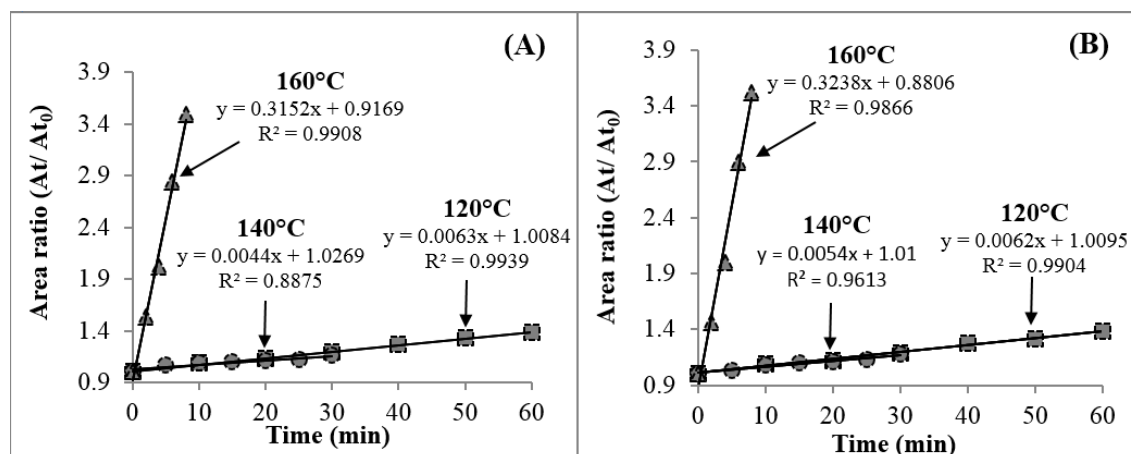 (A)
Area ratio (At/ At₀)
3.9
3.4
2.9
2.4
1.9
1.4
0.9
160°C
y = 0.3152x + 0.9169
R² = 0.9908
140°C
y = 0.0044x + 1.0269
R² = 0.8875
120°C
y = 0.0063x + 1.0084
R² = 0.9939
0 10 20 30 40 50 60
Time (min)
(B)
Area ratio (At/ At₀)
3.9
3.4
2.9
2.4
1.9
1.4
0.9
160°C
y = 0.3238x + 0.8806
R² = 0.9866
140°C
y = 0.0054x + 1.01
R² = 0.9613
120°C
y = 0.0062x + 1.0095
R² = 0.9904
0 10 20 30 40 50 60
Time (min)